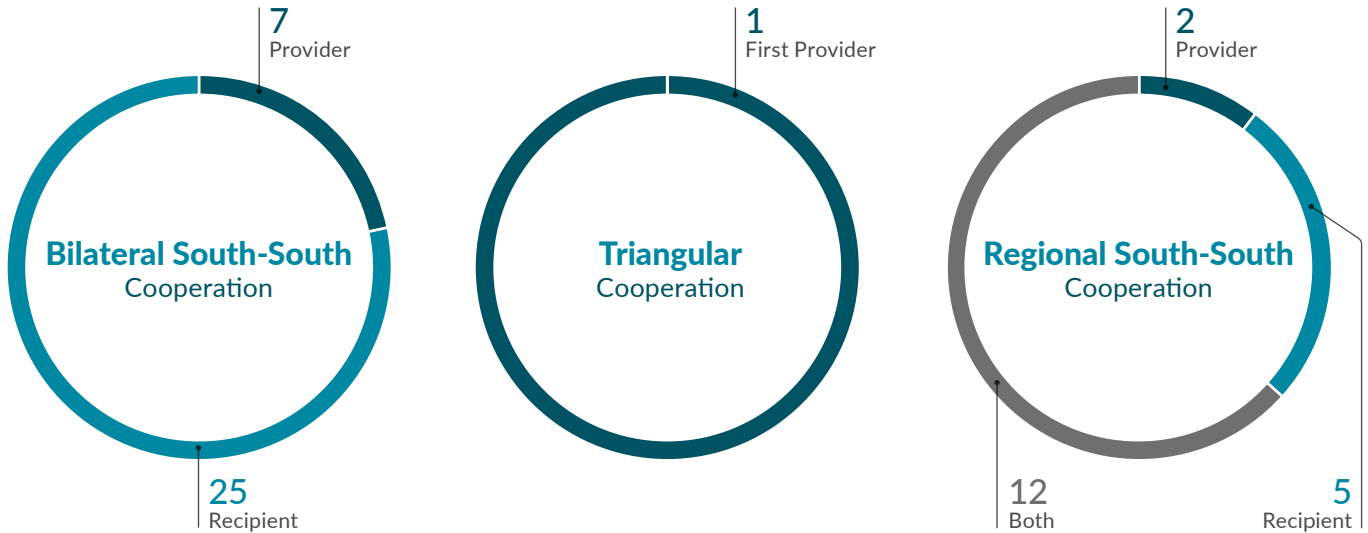 7
Provider
Bilateral South-South
Cooperation
25
Recipient
1
First Provider
Triangular
Cooperation
2
Provider
Regional South-South
Cooperation
12
Both
5
Recipient